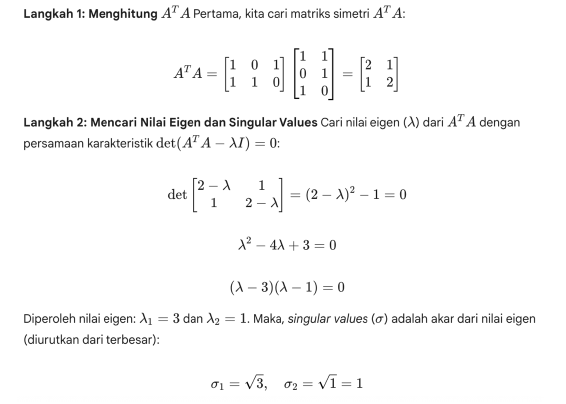 Langkah 1: Menghitung $A^T A$ Pertama, kita cari matriks simetri $A^T A$:
$A^T A = \begin{bmatrix} 1 & 0 & 1 \\ 1 & 1 & 0 \end{bmatrix} \begin{bmatrix} 1 & 1 \\ 0 & 1 \\ 1 & 0 \end{bmatrix} = \begin{bmatrix} 2 & 1 \\ 1 & 2 \end{bmatrix}$
Langkah 2: Mencari Nilai Eigen dan Singular Values Cari nilai eigen ($\lambda$) dari $A^T A$ dengan
persamaan karakteristik $\det(A^T A - \lambda I) = 0$:
$\det \begin{bmatrix} 2 - \lambda & 1 \\ 1 & 2 - \lambda \end{bmatrix} = (2 - \lambda)^2 - 1 = 0$
$\lambda^2 - 4\lambda + 3 = 0$
$(\lambda - 3)(\lambda - 1) = 0$
Diperoleh nilai eigen: $\lambda_1 = 3$ dan $\lambda_2 = 1$. Maka, singular values ($\sigma$) adalah akar dari nilai eigen
(diurutkan dari terbesar):
$\sigma_1 = \sqrt{3}, \quad \sigma_2 = \sqrt{1} = 1$